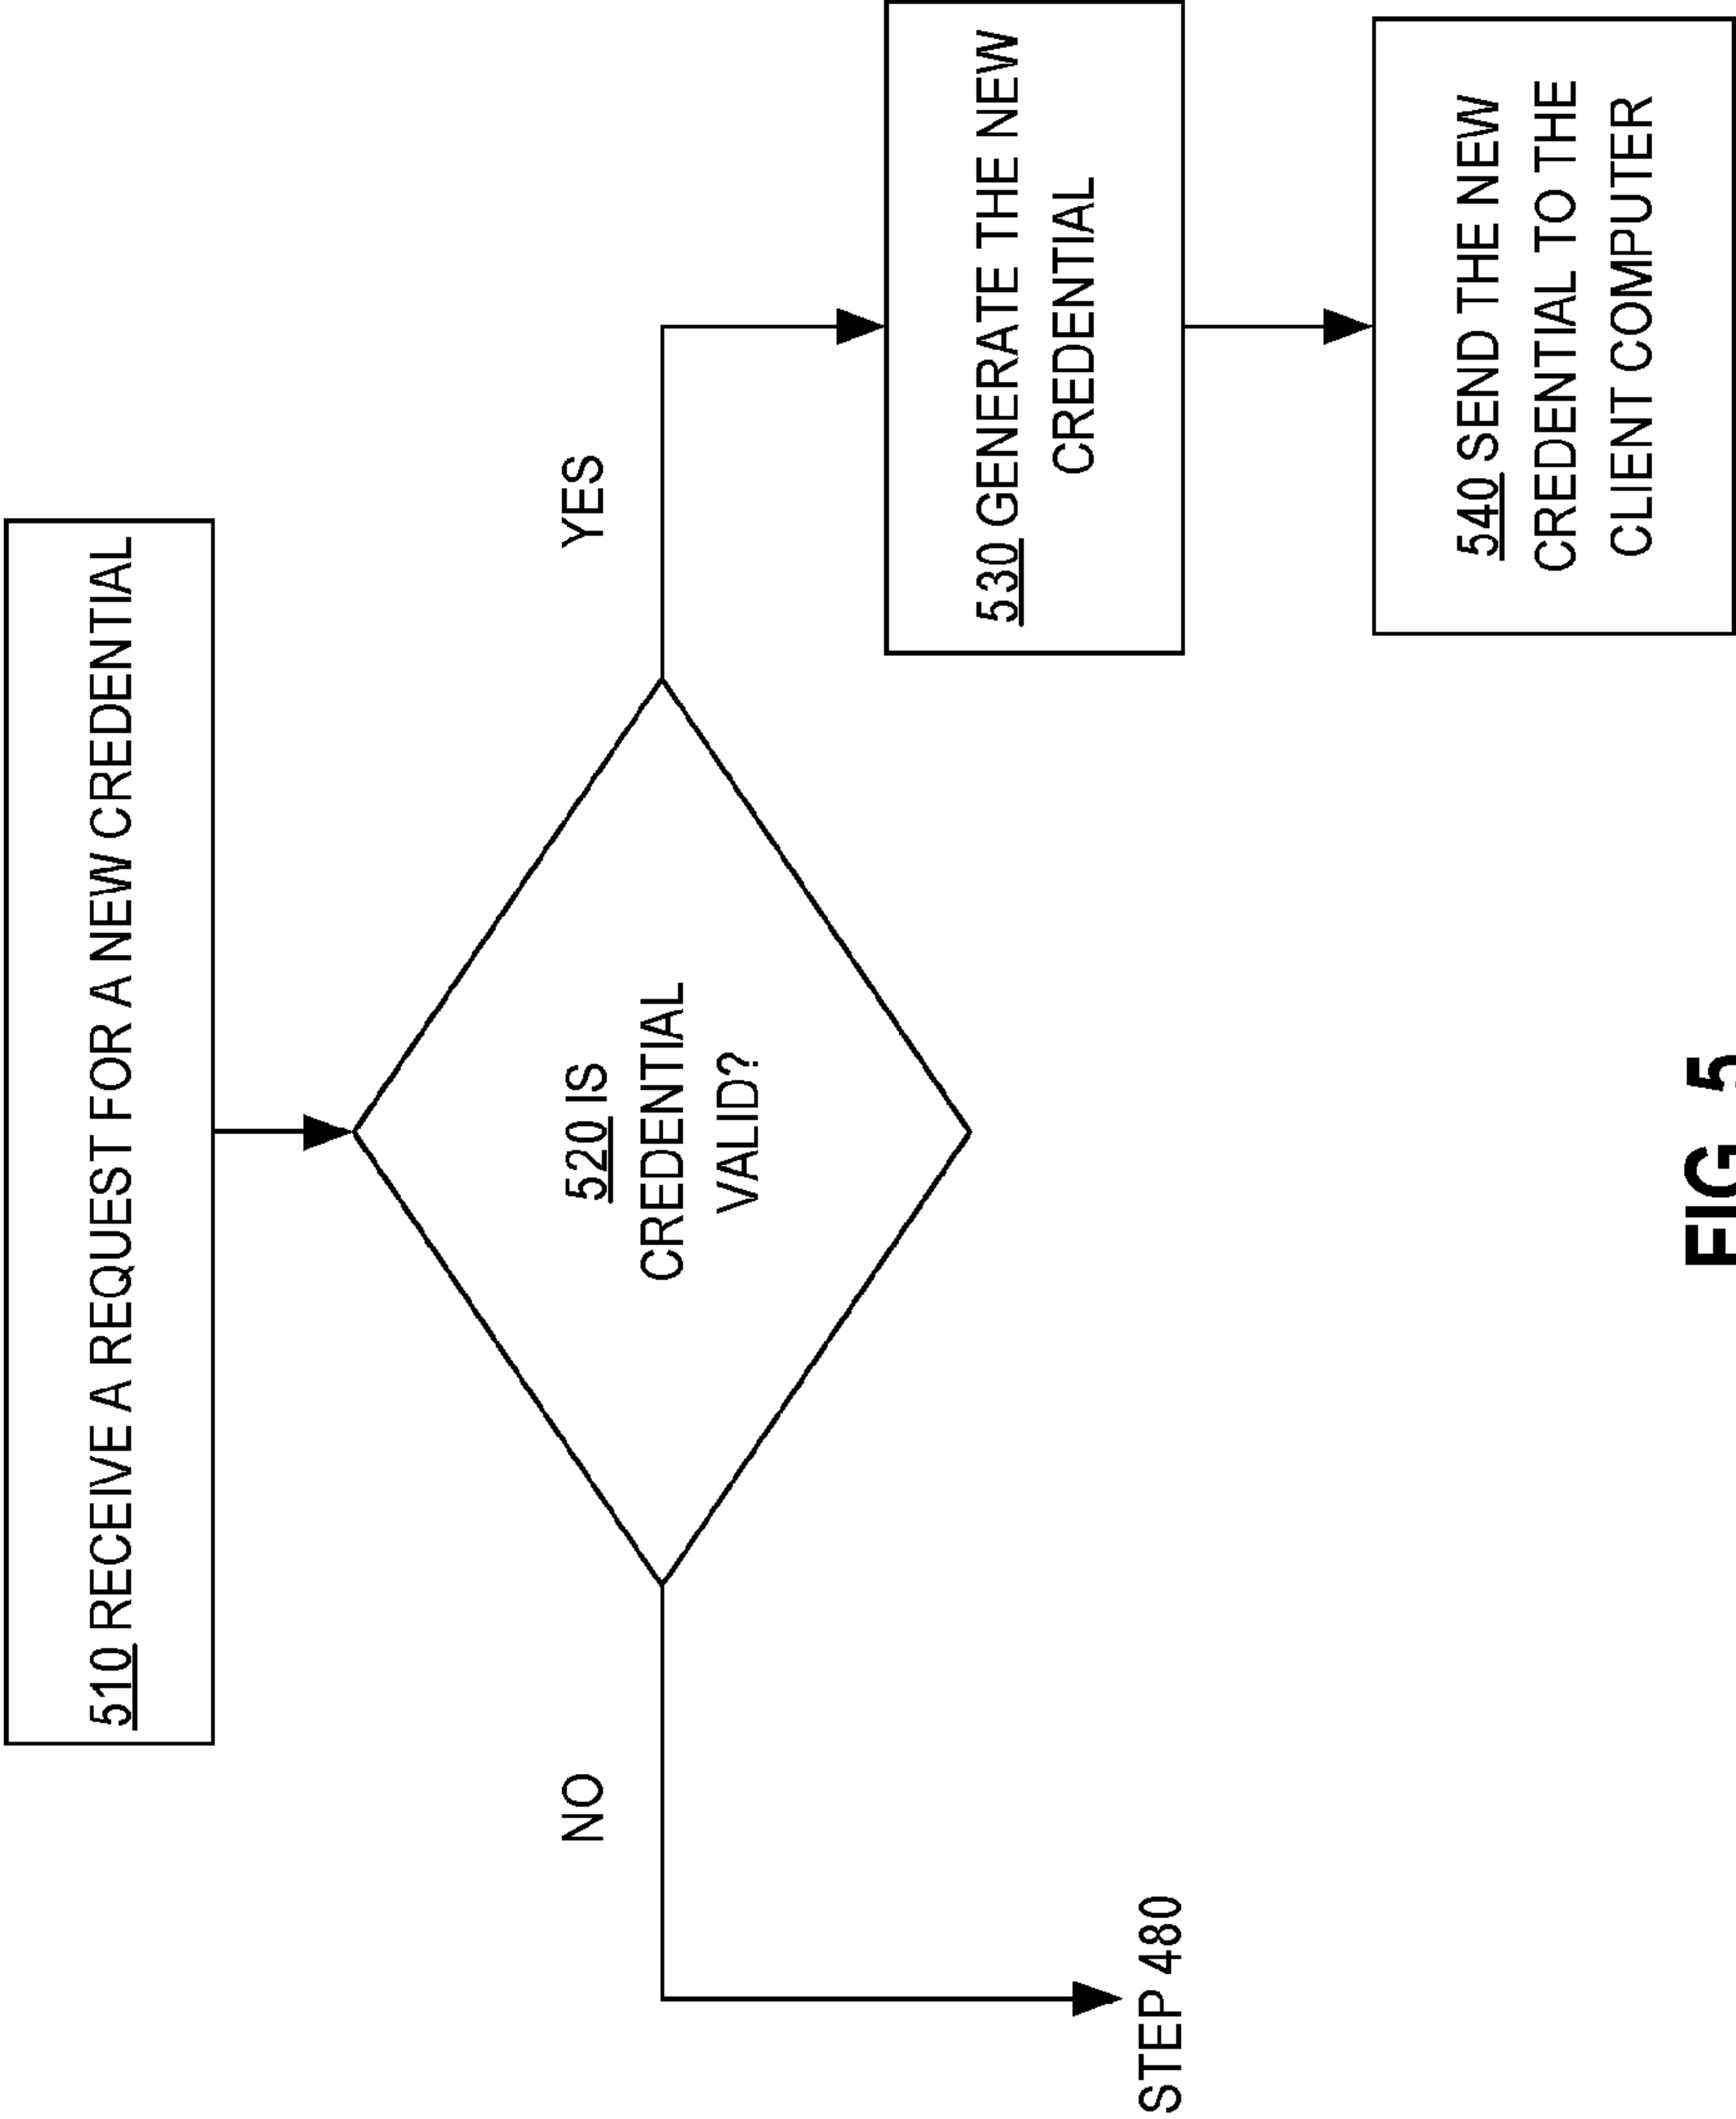 510 RECEIVE A REQUEST FOR A NEW CREDENTIAL
520 IS
CREDENTIAL
VALID?
NO
YES
STEP 480
530 GENERATE THE NEW
CREDENTIAL
540 SEND THE NEW
CREDENTIAL TO THE
CLIENT COMPUTER
FIG. 5